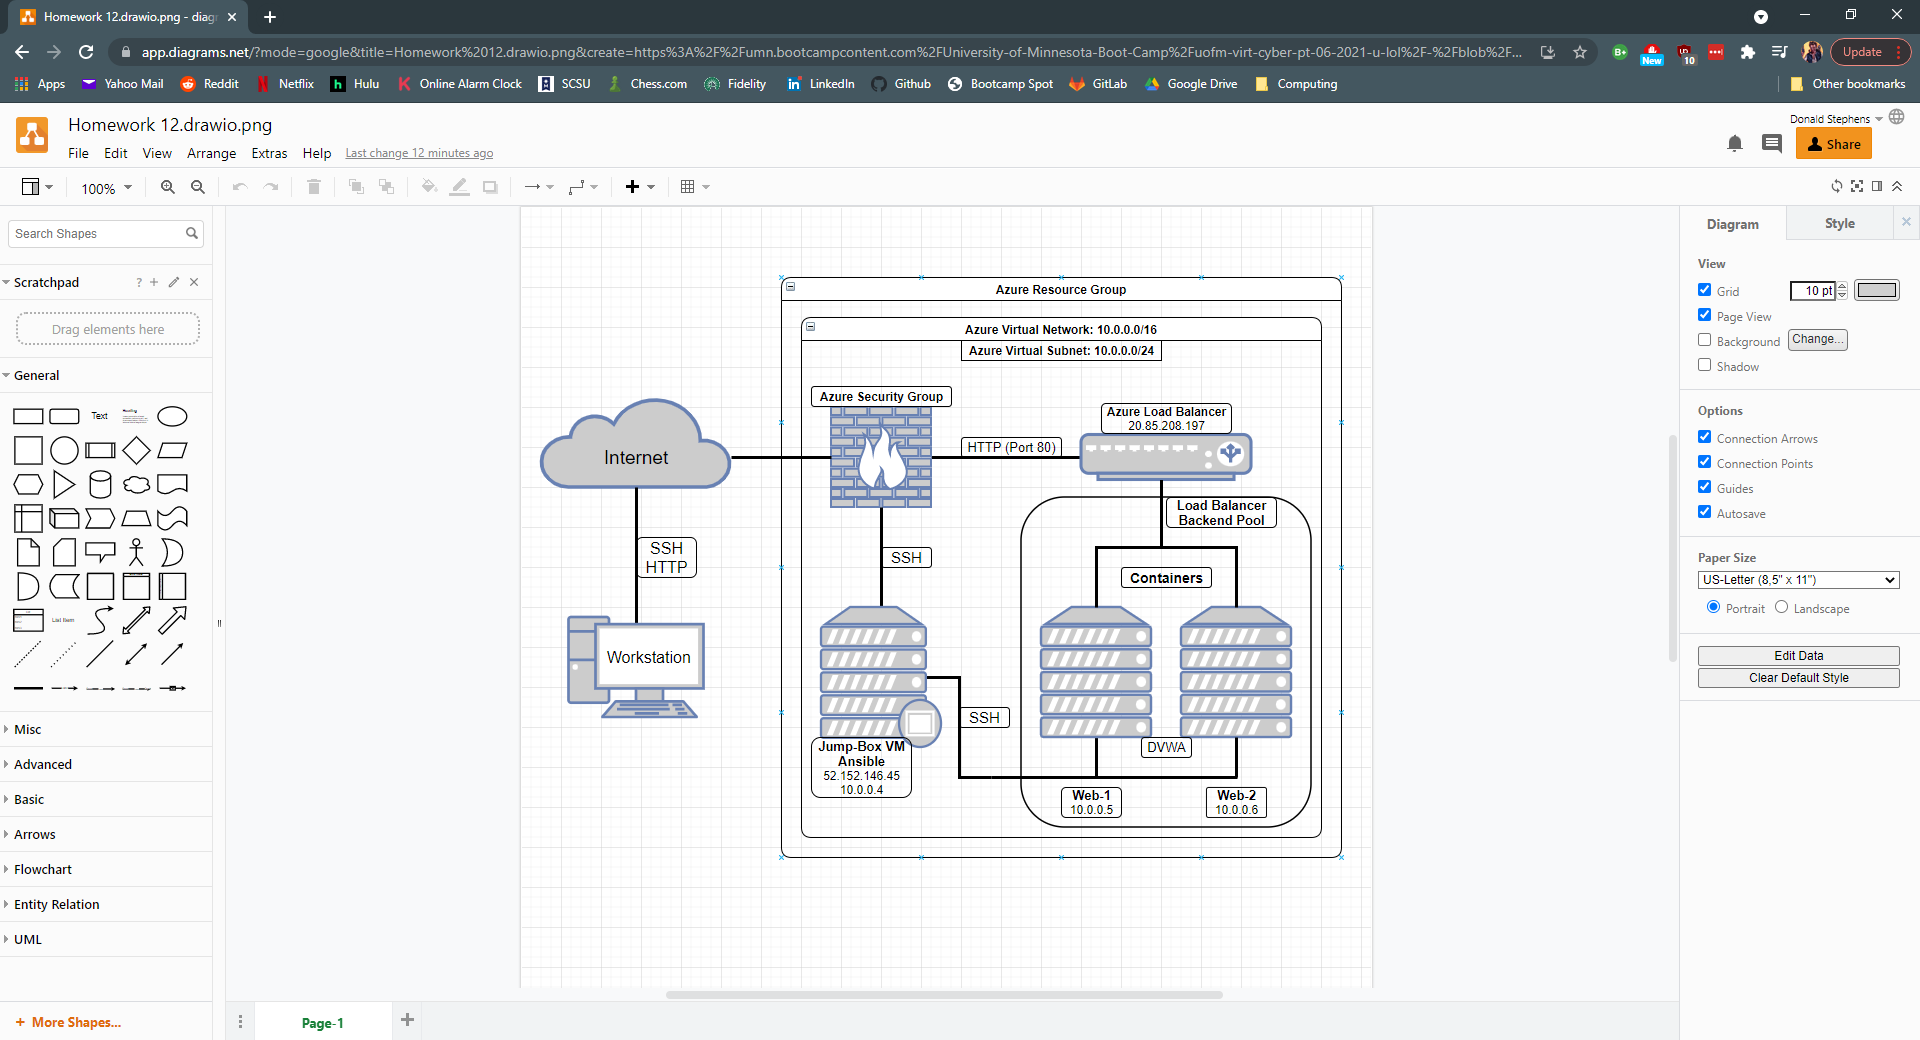 Homework 12.drawio.png - diag
app.diagrams.net/?mode=google&title=Homework%2012.drawio.png&create=https%3A%2F%2Fumn.bootcampcontent.com%2FUniversity-of-Minnesota-Boot-Camp%2Fuofm-virt-cyber-pt-06-2021-u-lol%2F-%2Fblob%2F...
B+
New
10
Update
Apps
Yahoo Mail
Reddit
Netflix
Hulu
Online Alarm Clock
SCSU
Chess.com
Fidelity
LinkedIn
Github
Bootcamp Spot
GitLab
Google Drive
Computing
Other bookmarks
Homework 12.drawio.png
Donald Stephens
File
Edit
View
Arrange
Extras
Help
Last change 12 minutes ago
Share
100%
Search Shapes
Scratchpad
?
Drag elements here
General
Text
Heading
List Item
Misc
Advanced
Basic
Arrows
Flowchart
Entity Relation
UML
+ More Shapes...
Azure Resource Group
Azure Virtual Network: 10.0.0.0/16
Azure Virtual Subnet: 10.0.0.0/24
Azure Security Group
Azure Load Balancer
20.85.208.197
HTTP (Port 80)
Internet
Load Balancer
Backend Pool
SSH
HTTP
SSH
Containers
Workstation
SSH
DVWA
Jump-Box VM
Ansible
52.152.146.45
10.0.0.4
Web-1
10.0.0.5
Web-2
10.0.0.6
Page-1
Diagram
Style
View
Grid
10 pt
Page View
Background
Change...
Shadow
Options
Connection Arrows
Connection Points
Guides
Autosave
Paper Size
US-Letter (8,5" x 11")
Portrait
Landscape
Edit Data
Clear Default Style